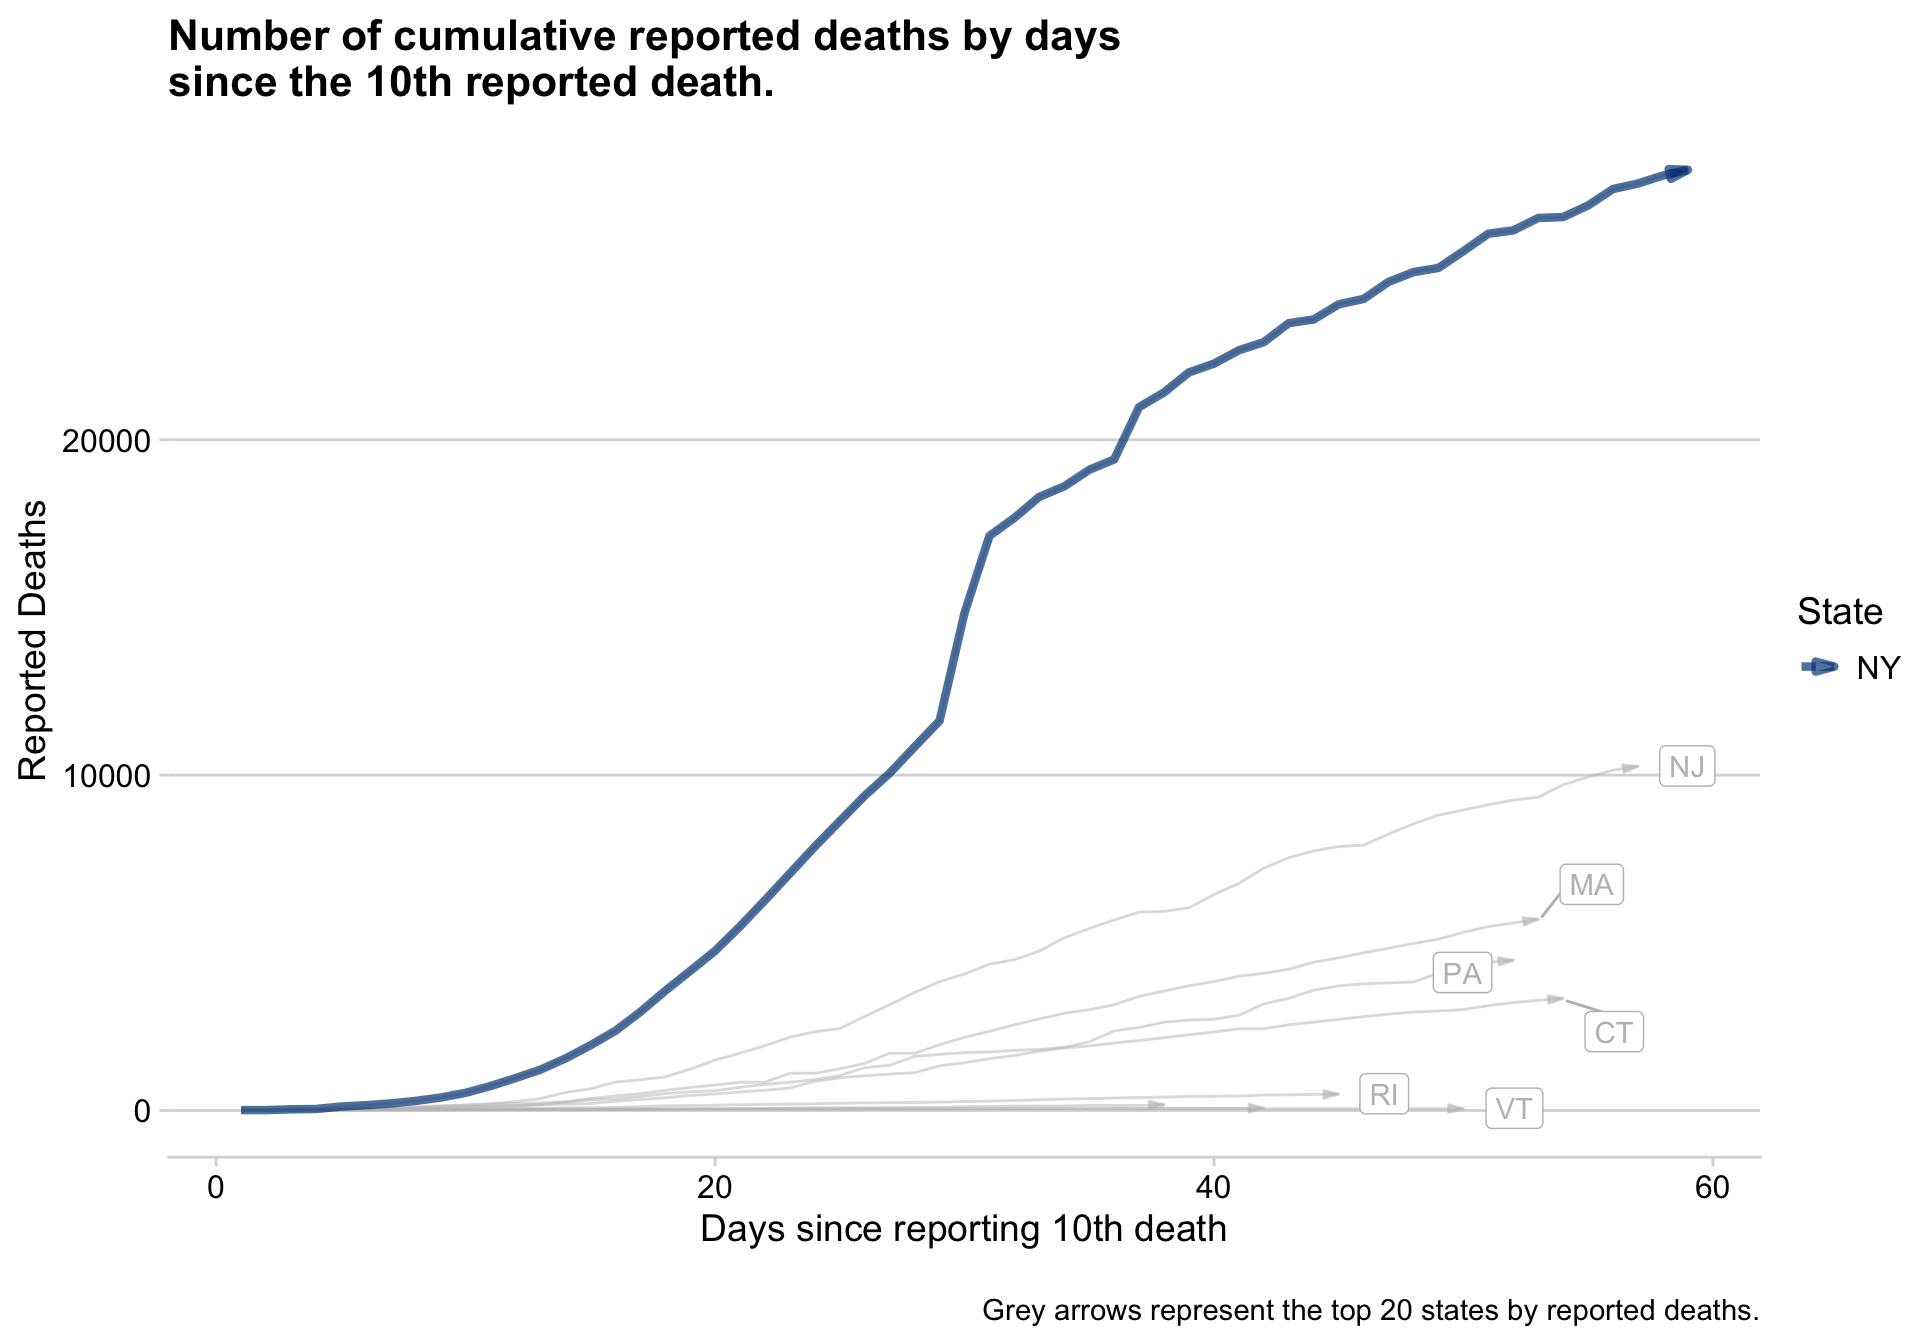 Number of cumulative reported deaths by days
since the 10th reported death.
Reported Deaths
20000
10000
0
NJ
MA
PA
CT
RI
VT
State
NY
0
20
40
60
Days since reporting 10th death
Grey arrows represent the top 20 states by reported deaths.